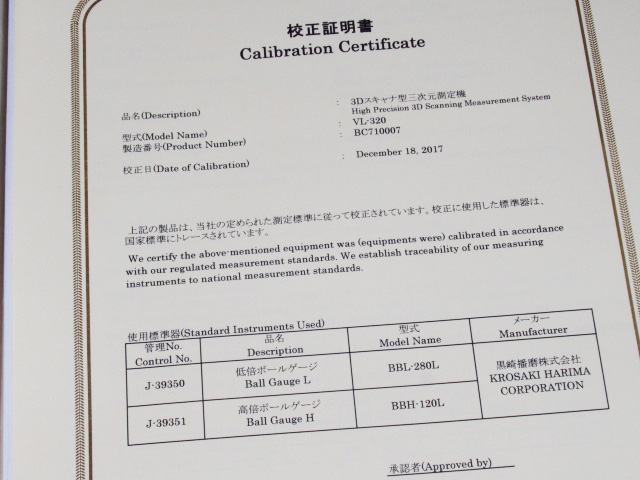 校正証明書
Calibration Certificate
品名(Description) : 3Dスキャナ型三次元測定機
High Precision 3D Scanning Measurement System
型式(Model Name) : VL-320
製造番号(Product Number) : BC710007
校正日(Date of Calibration) : December 18, 2017
上記の製品は、当社の定められた測定標準に従って校正されています。校正に使用した標準器は、
国家標準にトレースされています。
We certify the above-mentioned equipment was (equipments were) calibrated in accordance
with our regulated measurement standards. We establish traceability of our measuring
instruments to national measurement standards.
使用標準器(Standard Instruments Used)
管理No. 品名 型式 メーカー
Control No. Description Model Name Manufacturer
J-39350 低倍ボールゲージ BBL-280L 黒崎播磨株式会社
Ball Gauge L KROSAKI HARIMA
CORPORATION
J-39351 高倍ボールゲージ BBH-120L
Ball Gauge H
承認者(Approved by)